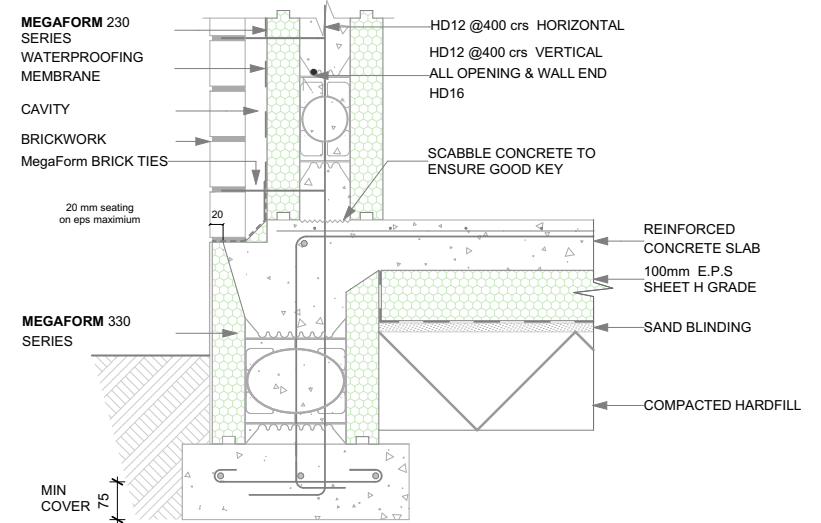 MEGAFORM 230
SERIES
WATERPROOFING
MEMBRANE
CAVITY
BRICKWORK
MegaForm BRICK TIES
20 mm seating
on eps maximium
20
MEGAFORM 330
SERIES
MIN
COVER
75
HD12 @400 crs HORIZONTAL
HD12 @400 crs VERTICAL
ALL OPENING & WALL END
HD16
SCABBLE CONCRETE TO
ENSURE GOOD KEY
REINFORCED
CONCRETE SLAB
100mm E.P.S
SHEET H GRADE
SAND BLINDING
COMPACTED HARDFILL